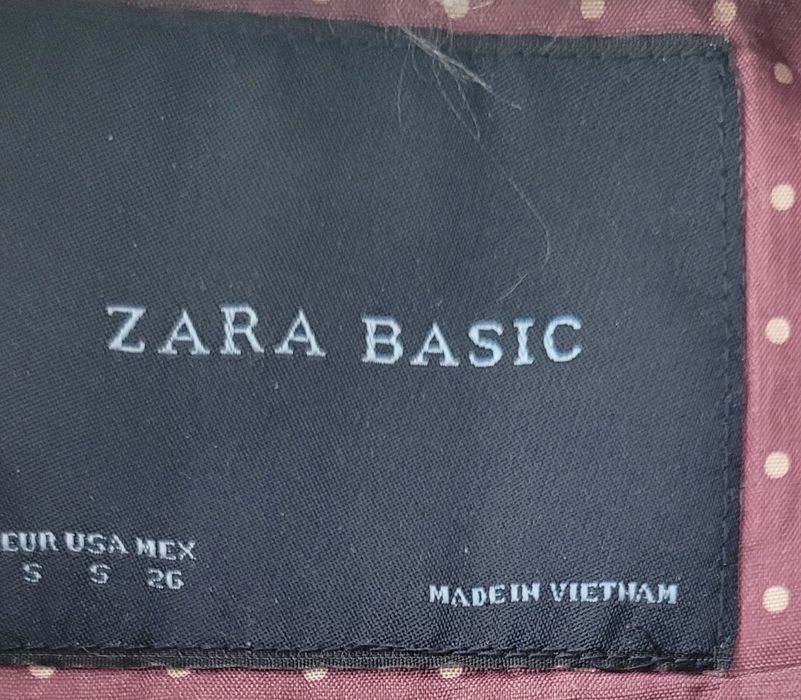 ZARA BASIC
EUR USA MEX
S S 26
MADE IN VIETNAM